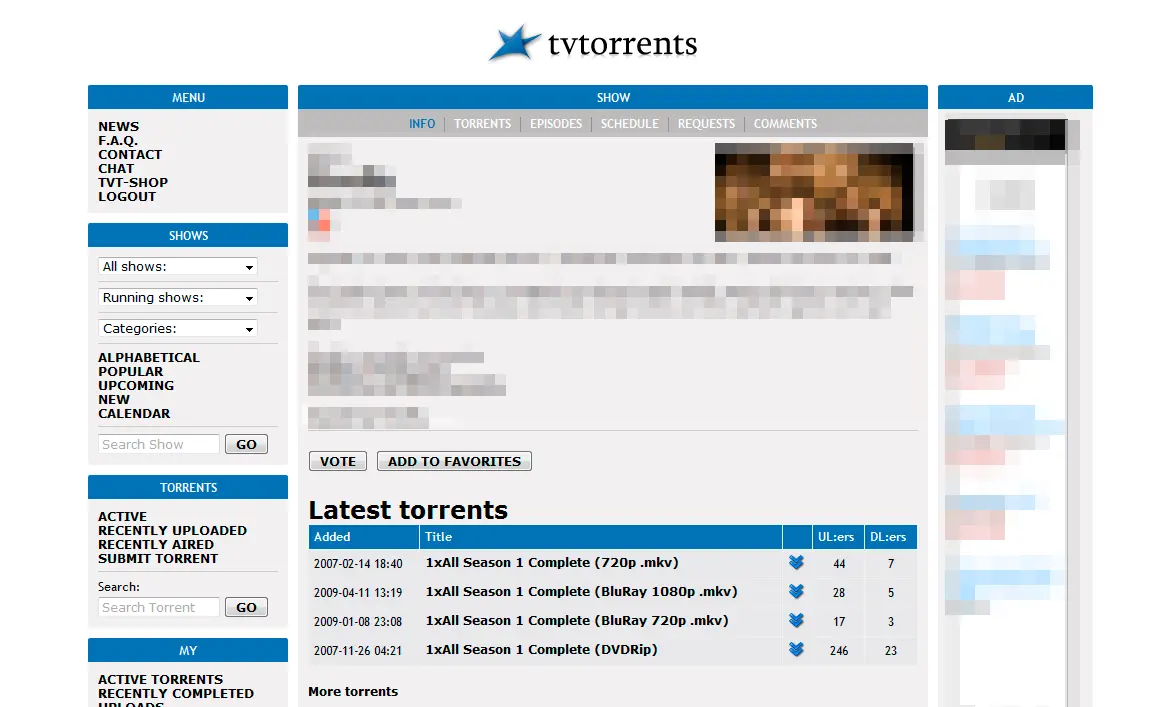 tvtorrents
MENU
NEWS
F.A.Q.
CONTACT
CHAT
TVT-SHOP
LOGOUT
SHOWS
All shows:
Running shows:
Categories:
ALPHABETICAL
POPULAR
UPCOMING
NEW
CALENDAR
Search Show GO
TORRENTS
ACTIVE
RECENTLY UPLOADED
RECENTLY AIRED
SUBMIT TORRENT
Search:
Search Torrent GO
MY
ACTIVE TORRENTS
RECENTLY COMPLETED
UPLOADS
SHOW
INFO TORRENTS EPISODES SCHEDULE REQUESTS COMMENTS
VOTE ADD TO FAVORITES
Latest torrents
Added Title UL:ers DL:ers
2007-02-14 18:40 1xAll Season 1 Complete (720p .mkv) 44 7
2009-04-11 13:19 1xAll Season 1 Complete (BluRay 1080p .mkv) 28 5
2009-01-08 23:08 1xAll Season 1 Complete (BluRay 720p .mkv) 17 3
2007-11-26 04:21 1xAll Season 1 Complete (DVDRip) 246 23
More torrents
AD